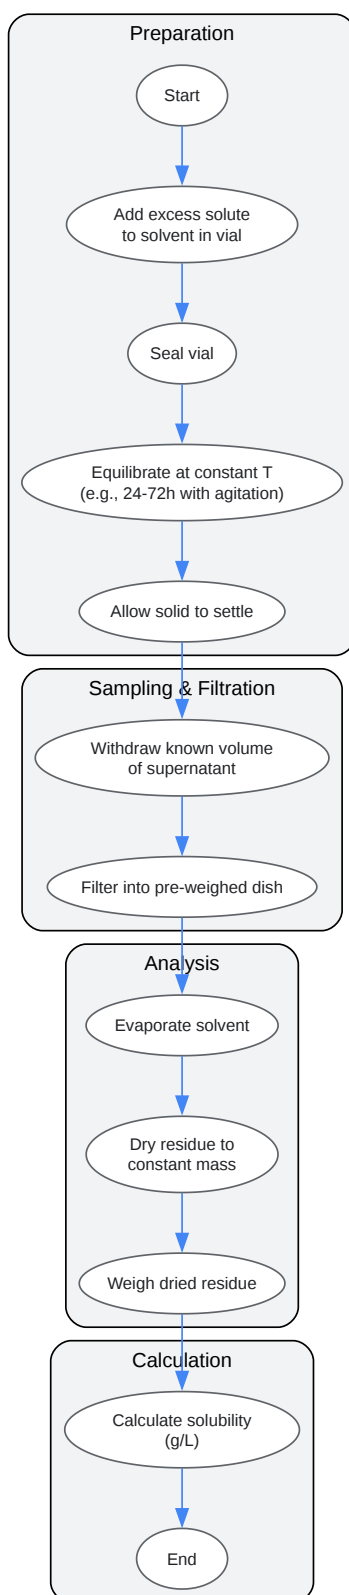 Preparation
Start
Add excess solute
to solvent in vial
Seal vial
Equilibrate at constant T
(e.g., 24-72h with agitation)
Allow solid to settle
Sampling & Filtration
Withdraw known volume
of supernatant
Filter into pre-weighed dish
Analysis
Evaporate solvent
Dry residue to
constant mass
Weigh dried residue
Calculation
Calculate solubility
(g/L)
End